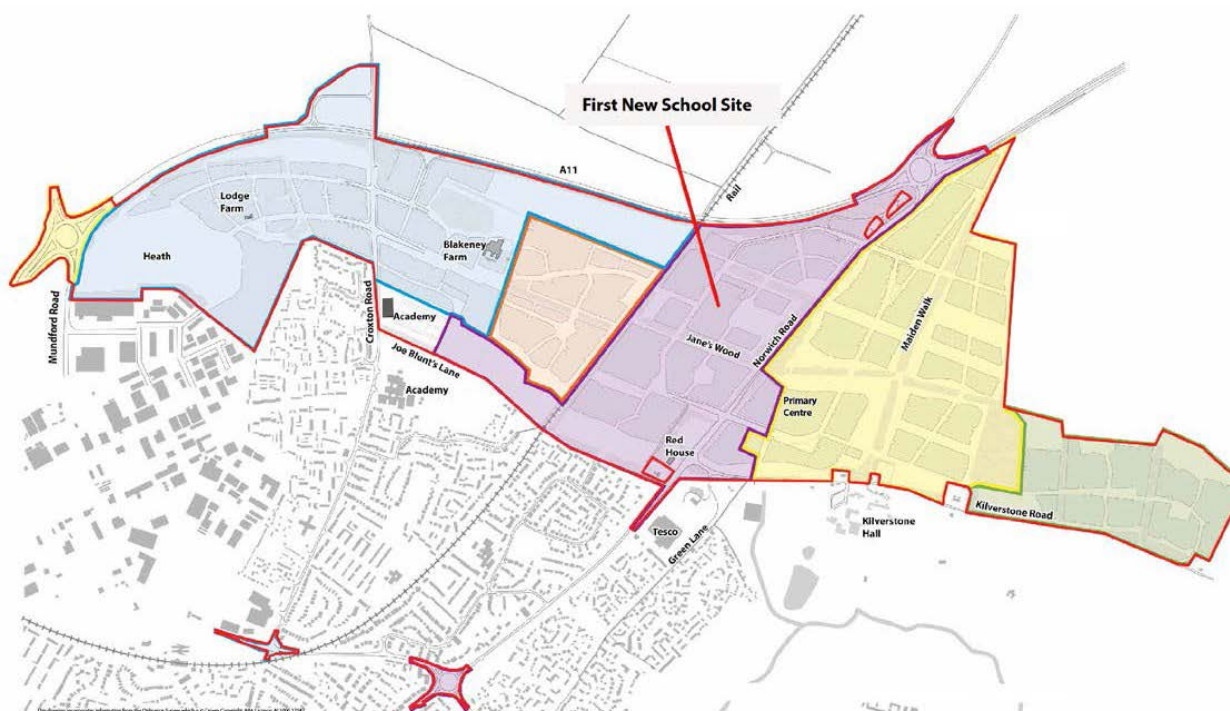 First New School Site
A11
Rail
Lodge
Farm
Blakeney
Farm
Heath
Mundford Road
Croxton Road
Academy
Joe Blunt's Lane
Academy
Jane's Wood
Norwich Road
Maiden Walk
Primary
Centre
Red
House
Tesco
Green Lane
Kilverstone
Hall
Kilverstone Road